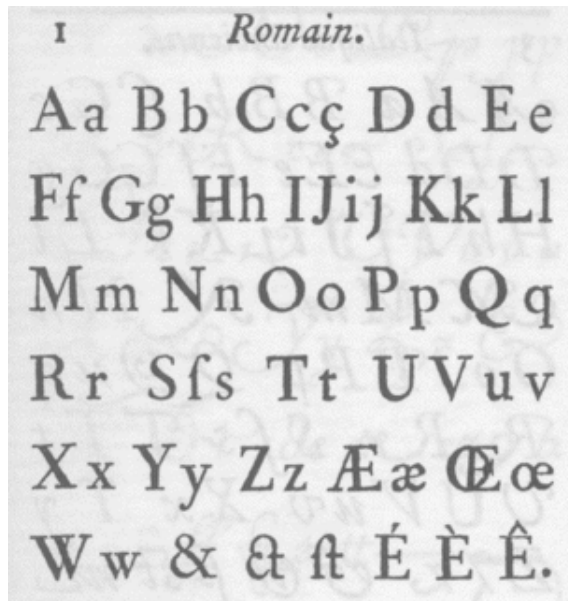 1 Romain.
Aa Bb Ccç Dd Ee
Ff Gg Hh IJij Kk Ll
Mm Nn Oo Pp Qq
Rr Sſs Tt UVuv
Xx Yy Zz Ææ Œœ
Ww & ct ſt É È Ê.